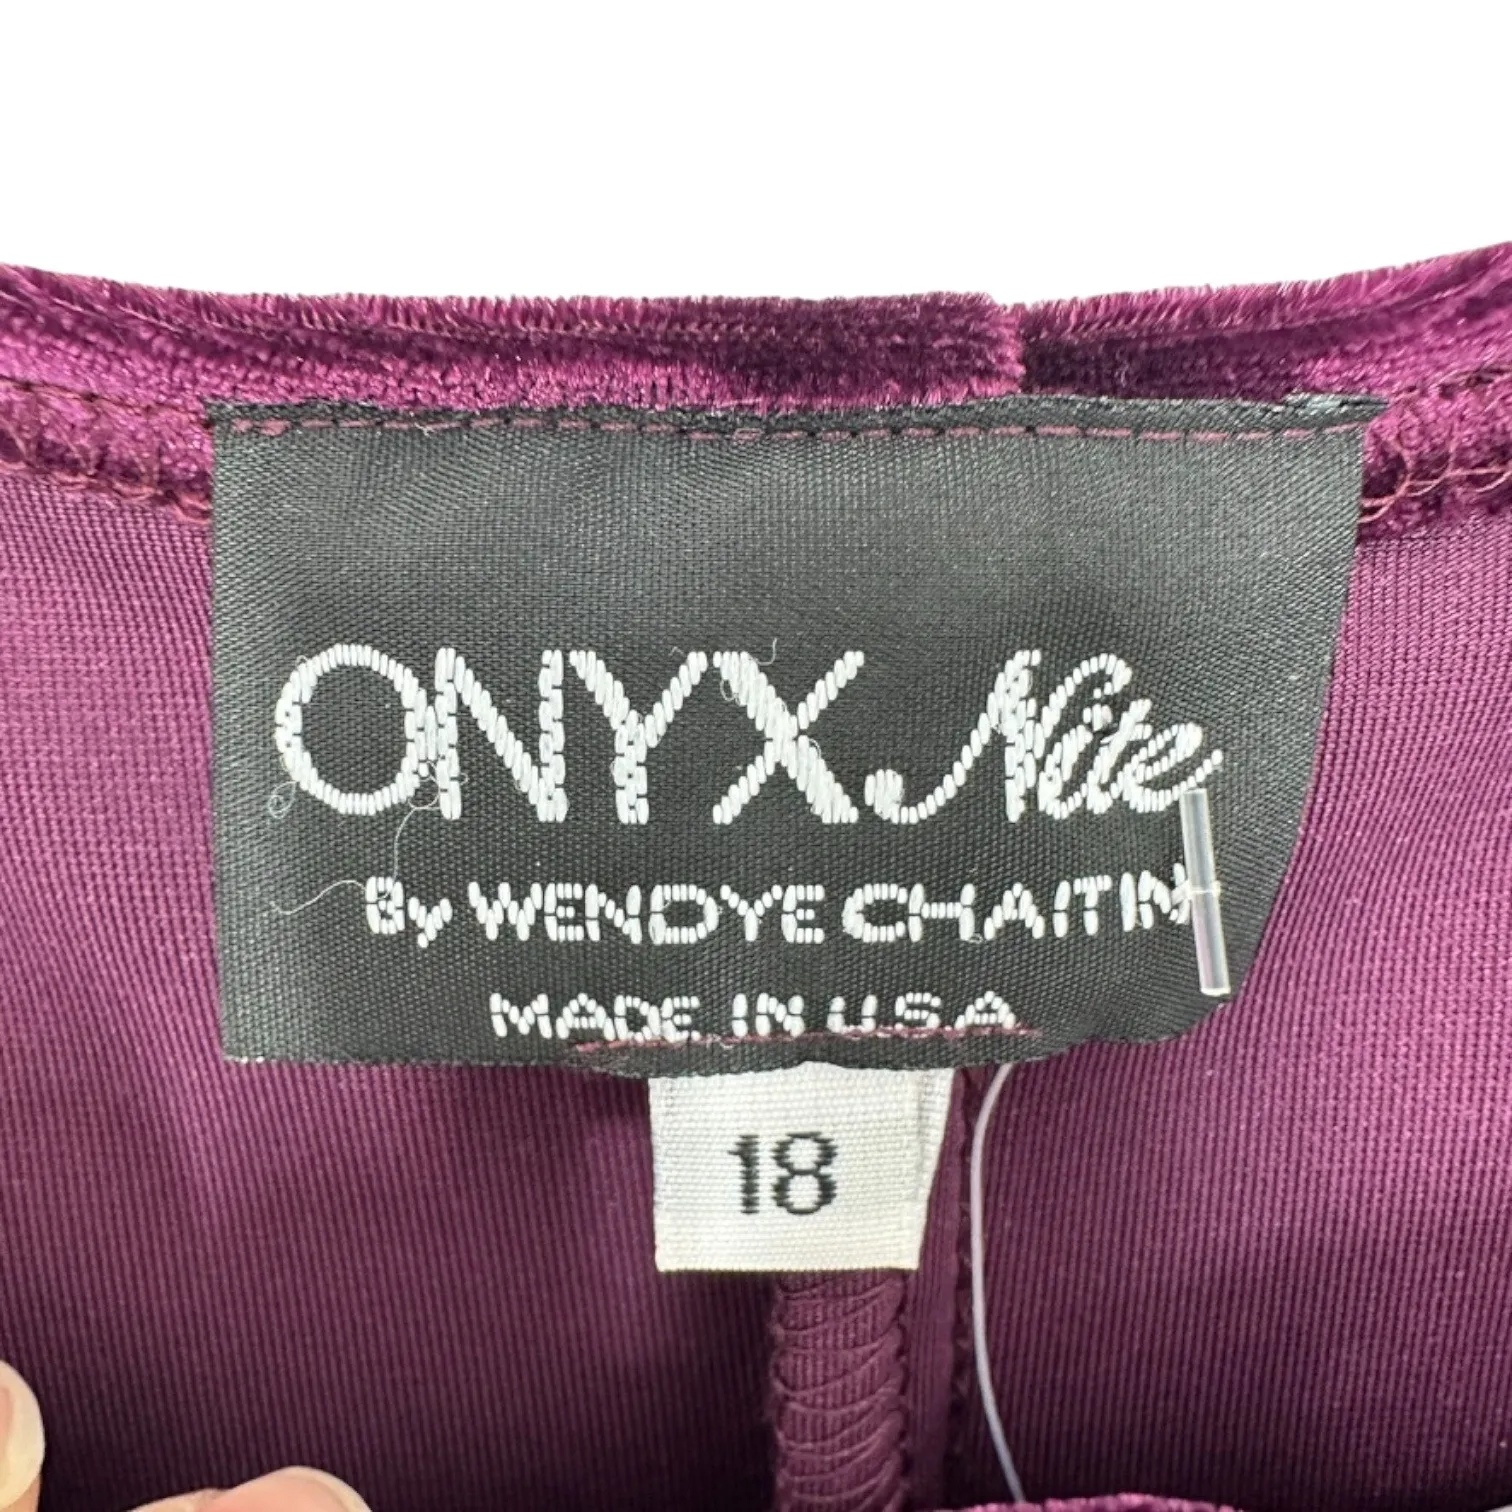 ONYX Nite
By WENDYE CHAITIN
MADE IN U.S.A
18